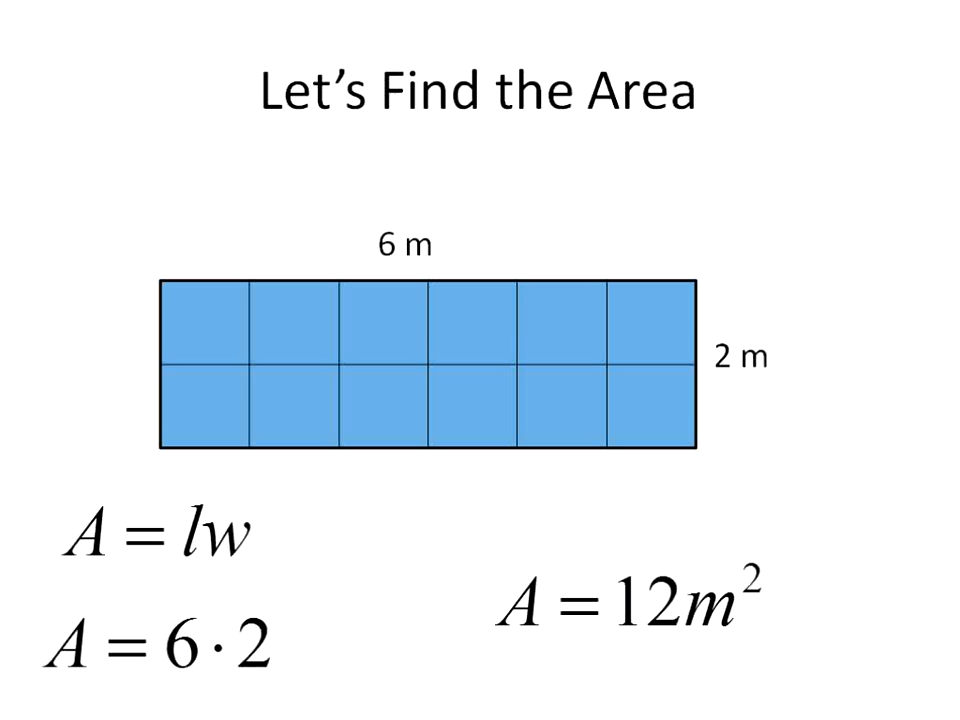 Let’s Find the Area
6 m
2 m
A = lw
A = 6 · 2
A = 12m²